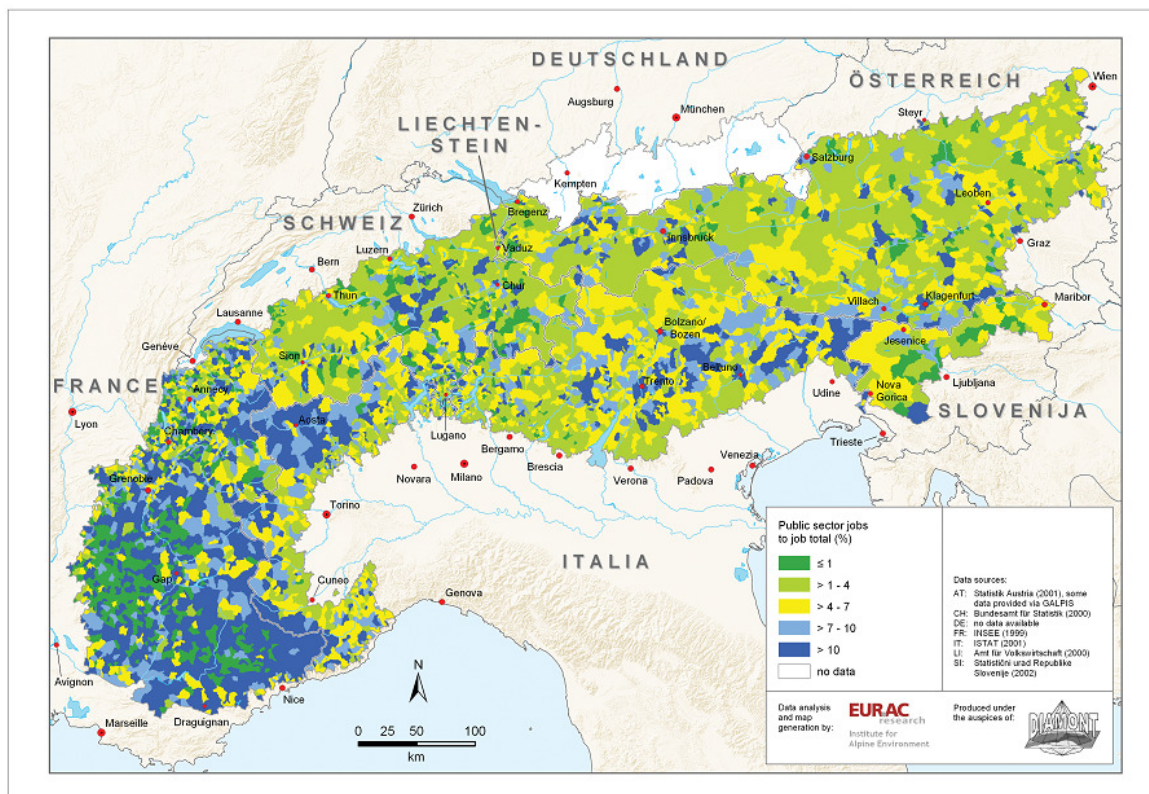 DEUTSCHLAND
ÖSTERREICH
Wien
Augsburg
München
Steyr
LIECHTEN-
STEIN
Salzburg
Kempten
Leoben
Zürich
Bregenz
SCHWEIZ
Innsbruck
Graz
Luzern
Vaduz
Bern
Chur
Thun
Villach
Klagenfurt
Maribor
Lausanne
Bolzano/
Bozen
Jesenice
Genève
Sion
Trento
Belluno
Ljubljana
FRANCE
Annecy
Udine
Nova
Gorica
SLOVENIJA
Lyon
Aosta
Chambéry
Lugano
Trieste
Bergamo
Brescia
Venezia
Grenoble
Novara
Milano
Verona
Padova
Torino
ITALIA
Gap
Cuneo
Genova
Avignon
Nice
Marseille
Draguignan
N
0 25 50 100
km
Public sector jobs
to job total (%)
≤ 1
> 1 - 4
> 4 - 7
> 7 - 10
> 10
no data
Data sources:
AT: Statistik Austria (2001), some
data provided via GALPIS
CH: Bundesamt für Statistik (2000)
DE: no data available
FR: INSEE (1999)
IT: ISTAT (2001)
LI: Amt für Volkswirtschaft (2000)
SI: Statistični urad Republike
Slovenije (2002)
Data analysis
and map
generation by:
EURAC
research
Institute for
Alpine Environment
Produced under
the auspices of:
DIAMONT